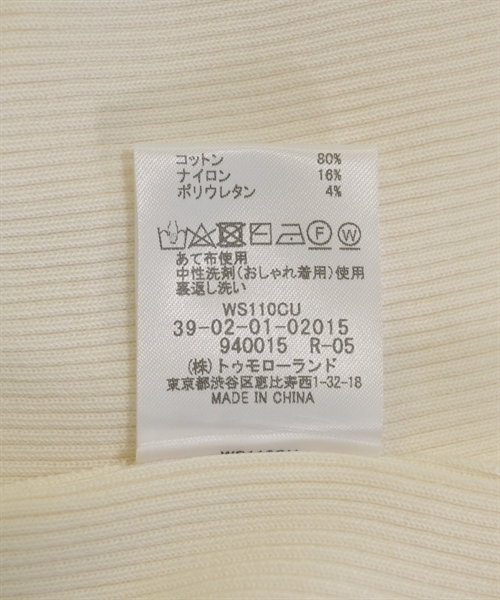 コットン 80%
ナイロン 16%
ポリウレタン 4%
F W
あて布使用
中性洗剤(おしゃれ着用)使用
裏返し洗い
WS110CU
39-02-01-02015
940015 R-05
(株)トゥモローランド
東京都渋谷区恵比寿西1-32-18
MADE IN CHINA
WS110CU